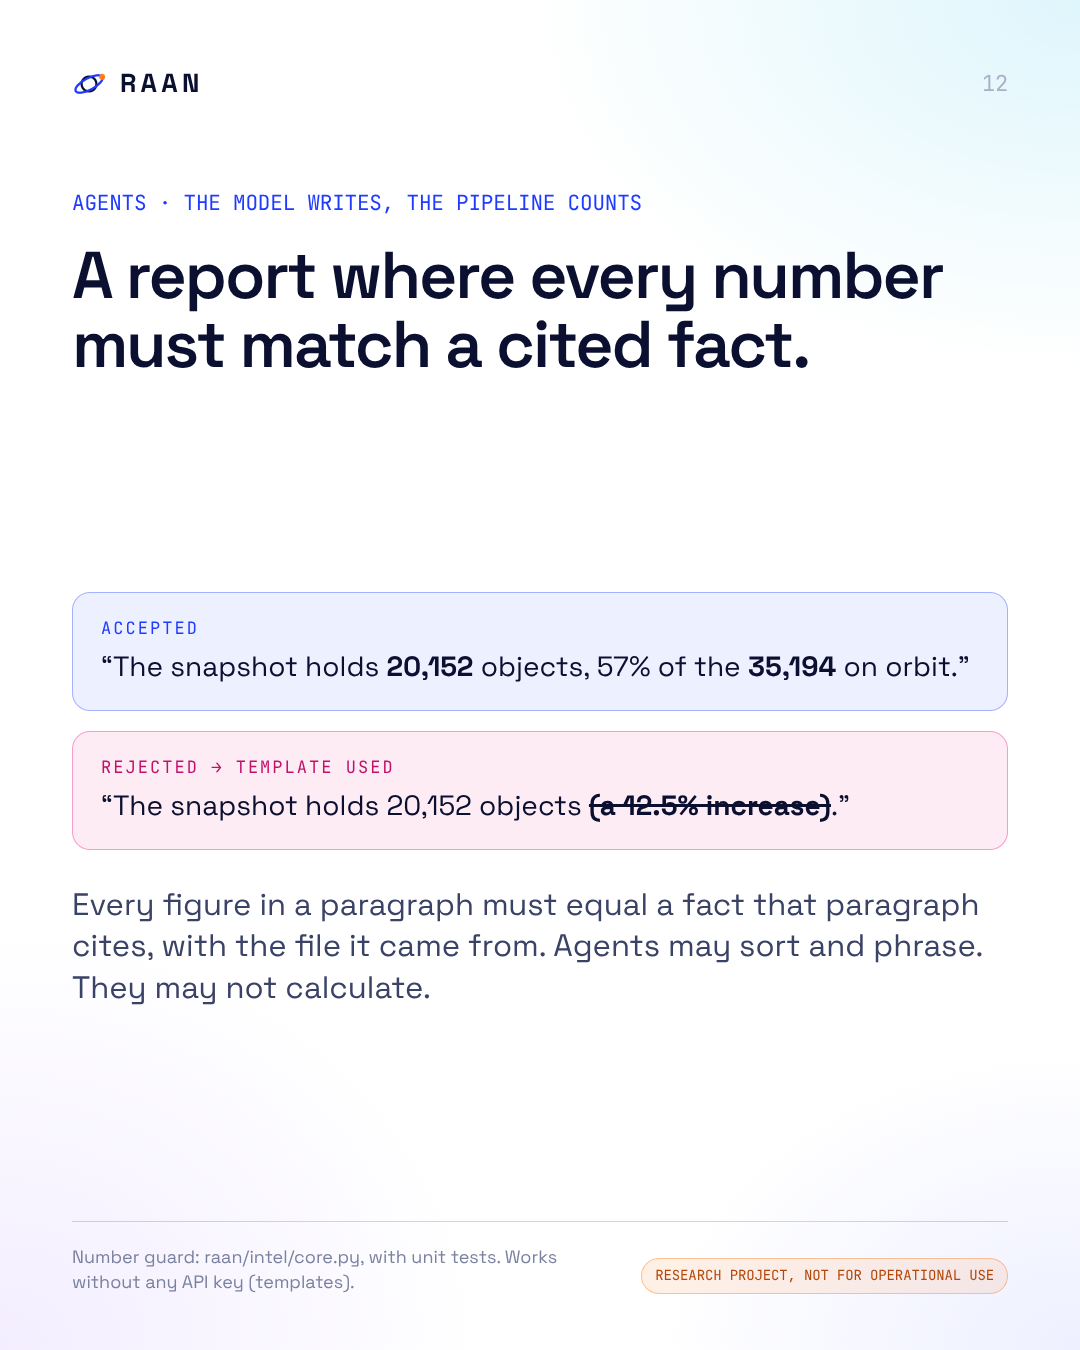 RAAN
12
AGENTS · THE MODEL WRITES, THE PIPELINE COUNTS
A report where every number
must match a cited fact.
ACCEPTED
“The snapshot holds 20,152 objects, 57% of the 35,194 on orbit.”
REJECTED → TEMPLATE USED
“The snapshot holds 20,152 objects (a 12.5% increase).”
Every figure in a paragraph must equal a fact that paragraph
cites, with the file it came from. Agents may sort and phrase.
They may not calculate.
Number guard: raan/intel/core.py, with unit tests. Works
without any API key (templates).
RESEARCH PROJECT, NOT FOR OPERATIONAL USE